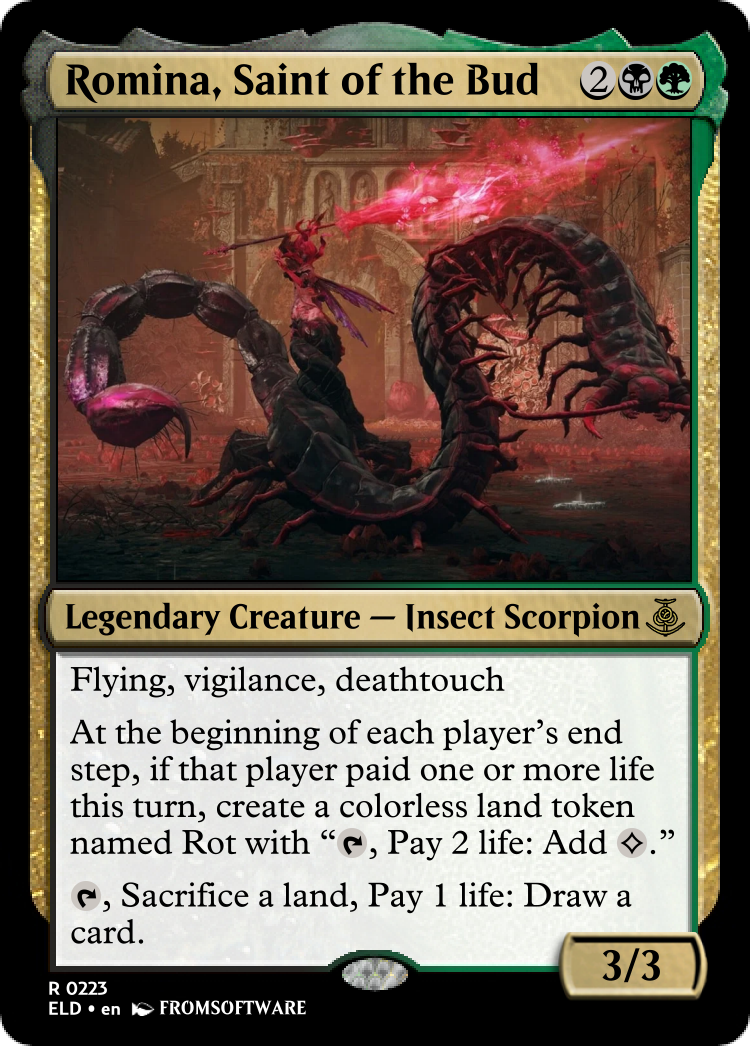 Romina, Saint of the Bud 2
Legendary Creature — Insect Scorpion
Flying, vigilance, deathtouch
At the beginning of each player’s end
step, if that player paid one or more life
this turn, create a colorless land token
named Rot with “, Pay 2 life: Add .”
, Sacrifice a land, Pay 1 life: Draw a
card.
3/3
R 0223
ELD • en FROMSOFTWARE